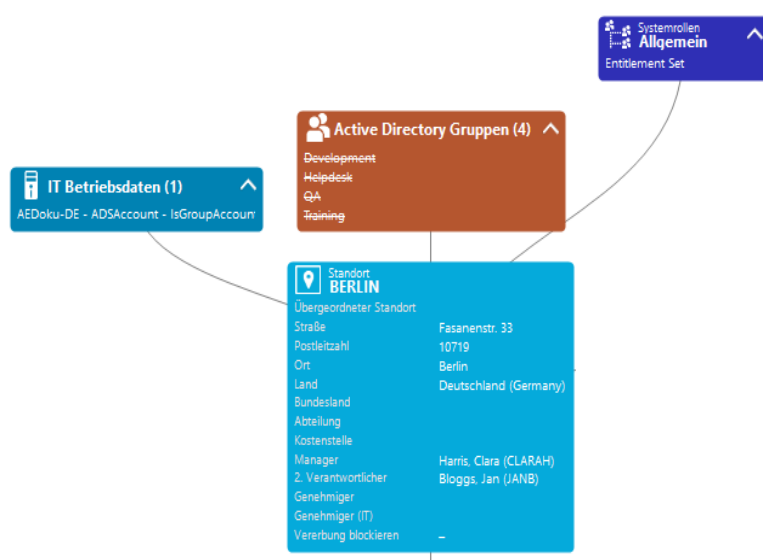 Systemrollen
Allgemein
Entitlement Set
Active Directory Gruppen (4)
Development
Helpdesk
QA
Training
IT Betriebsdaten (1)
AEDoku-DE - ADSAccount - IsGroupAccoun
Standort
BERLIN
Übergeordneter Standort
Straße Fasanenstr. 33
Postleitzahl 10719
Ort Berlin
Land Deutschland (Germany)
Bundesland
Abteilung
Kostenstelle
Manager Harris, Clara (CLARAH)
2. Verantwortlicher Bloggs, Jan (JANB)
Genehmiger
Genehmiger (IT)
Vererbung blockieren –